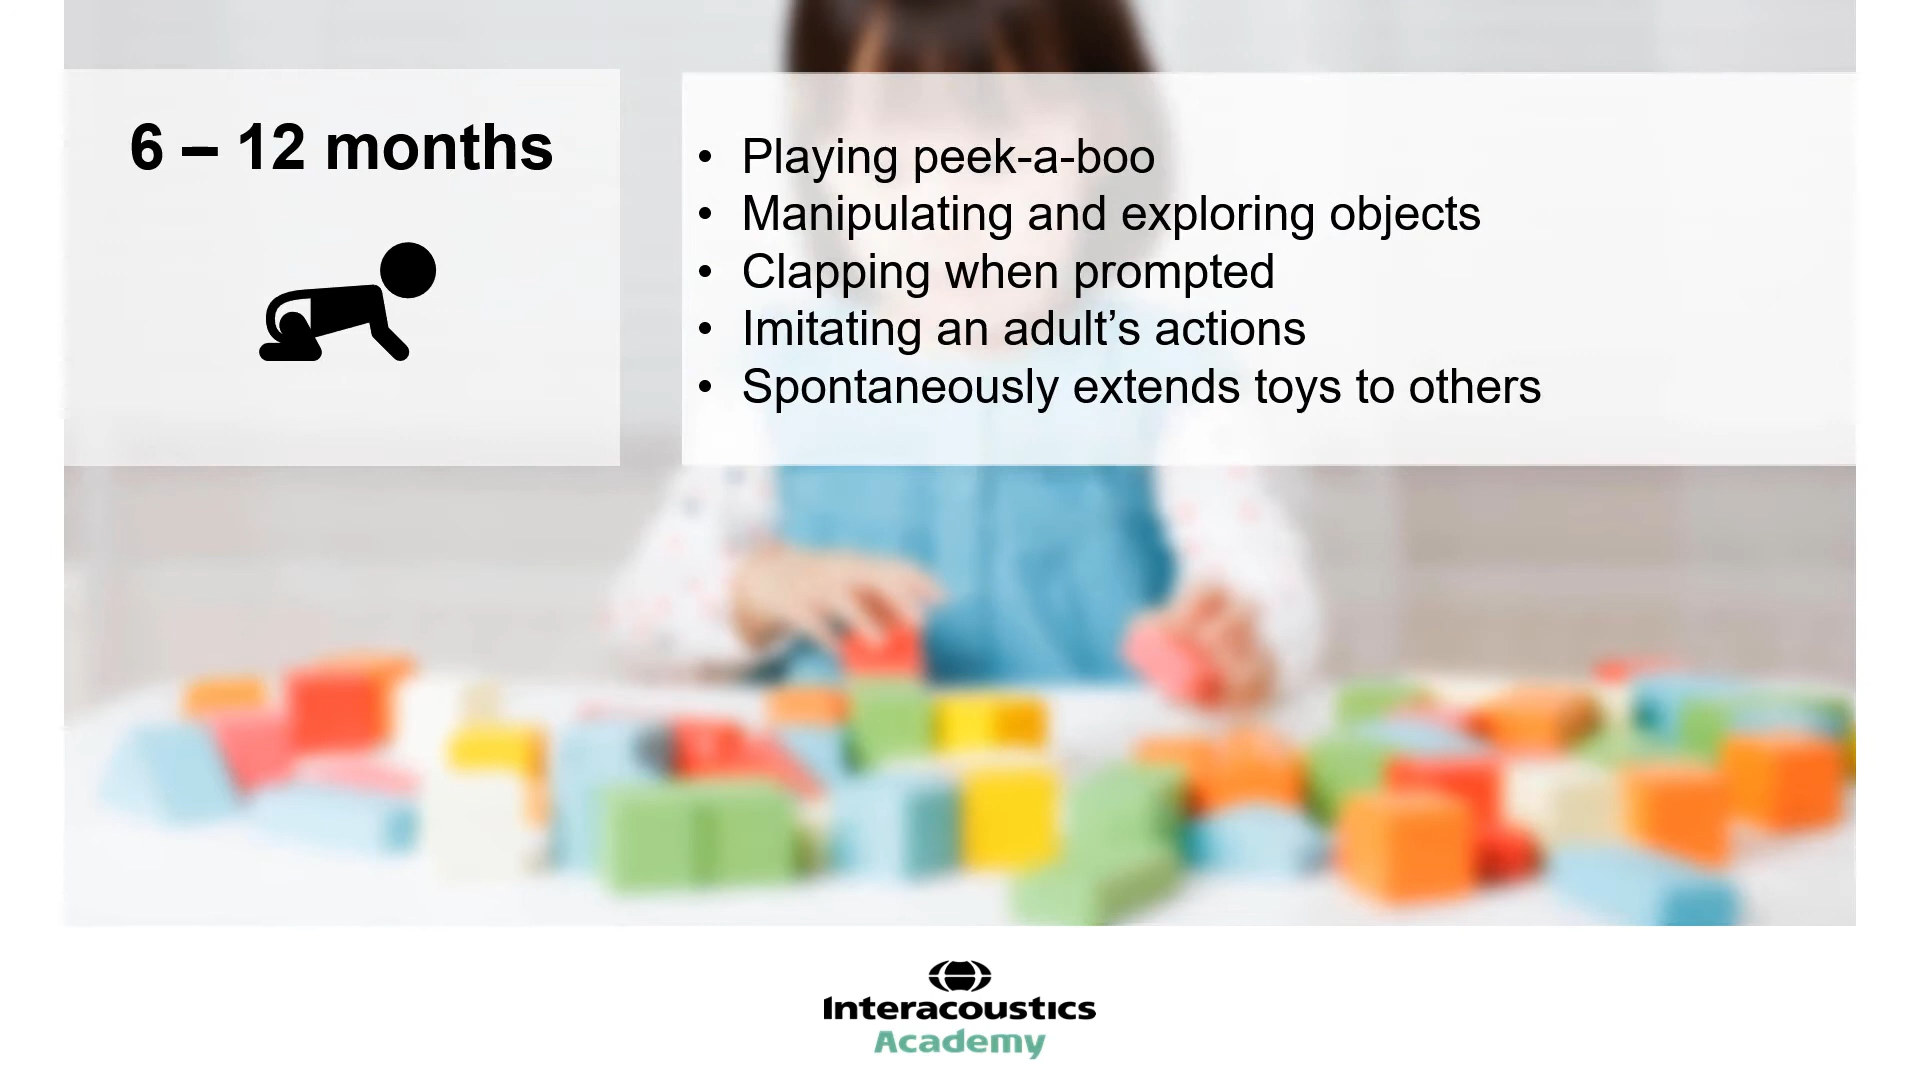 6 – 12 months
• Playing peek-a-boo
• Manipulating and exploring objects
• Clapping when prompted
• Imitating an adult’s actions
• Spontaneously extends toys to others
Interacoustics
Academy